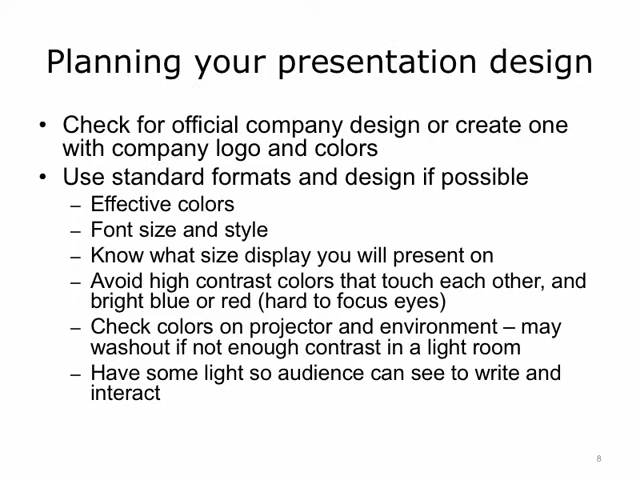 Planning your presentation design
• Check for official company design or create one
with company logo and colors
• Use standard formats and design if possible
– Effective colors
– Font size and style
– Know what size display you will present on
– Avoid high contrast colors that touch each other, and
bright blue or red (hard to focus eyes)
– Check colors on projector and environment – may
washout if not enough contrast in a light room
– Have some light so audience can see to write and
interact
8